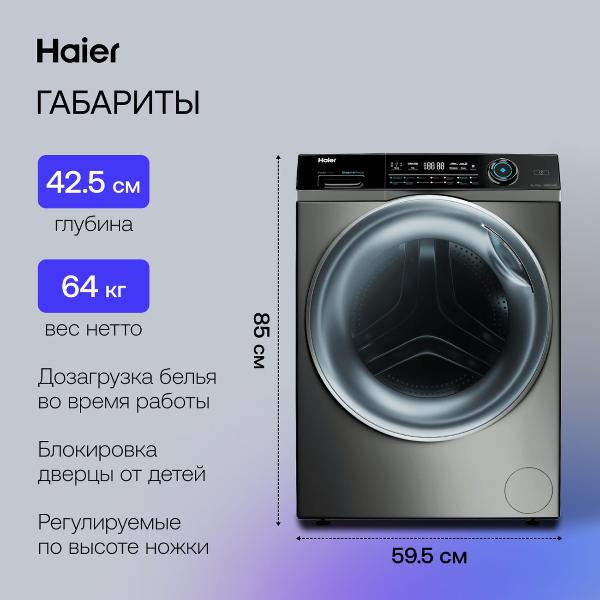 Haier
ГАБАРИТЫ
42.5 см
глубина
64 кг
вес нетто
Дозагрузка белья
во время работы
Блокировка
дверцы от детей
Регулируемые
по высоте ножки
85 см
Haier
59.5 см